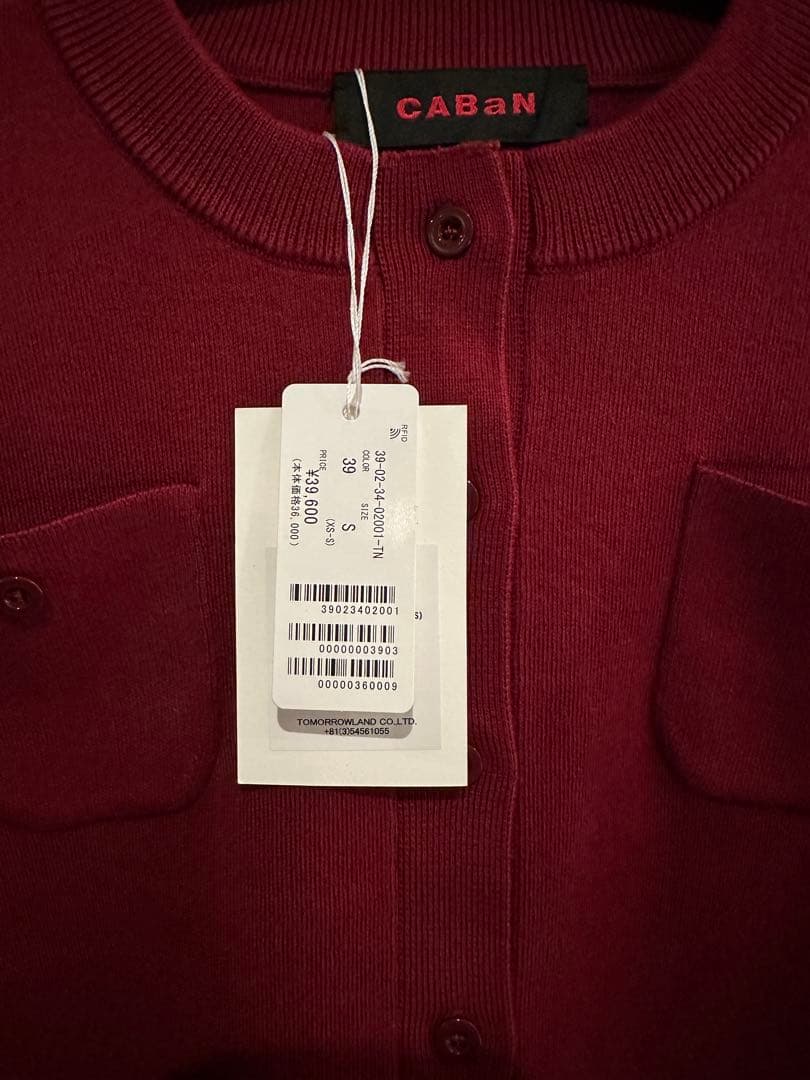 CABaN
RFID
39-02-34-02001-TN
COLOR SIZE
39 S
(XS-S)
PRICE
¥39,600
(本体価格36,000)
39023402001
00000003903
00000360009
S)
TOMORROWLAND CO.,LTD.
+81(3)54561055